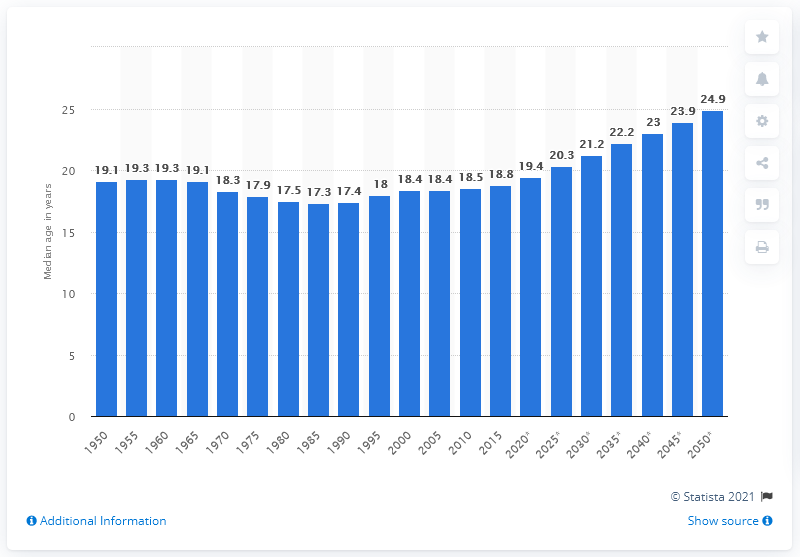 Median age in years
25
20
15
10
5
0
19.1 19.3 19.3 19.1 18.3 17.9 17.5 17.3 17.4 18 18.4 18.4 18.5 18.8 19.4 20.3 21.2 22.2 23 23.9 24.9
1950 1955 1960 1965 1970 1975 1980 1985 1990 1995 2000 2005 2010 2015 2020* 2025* 2030* 2035* 2040* 2045* 2050*
© Statista 2021
Additional Information
Show source